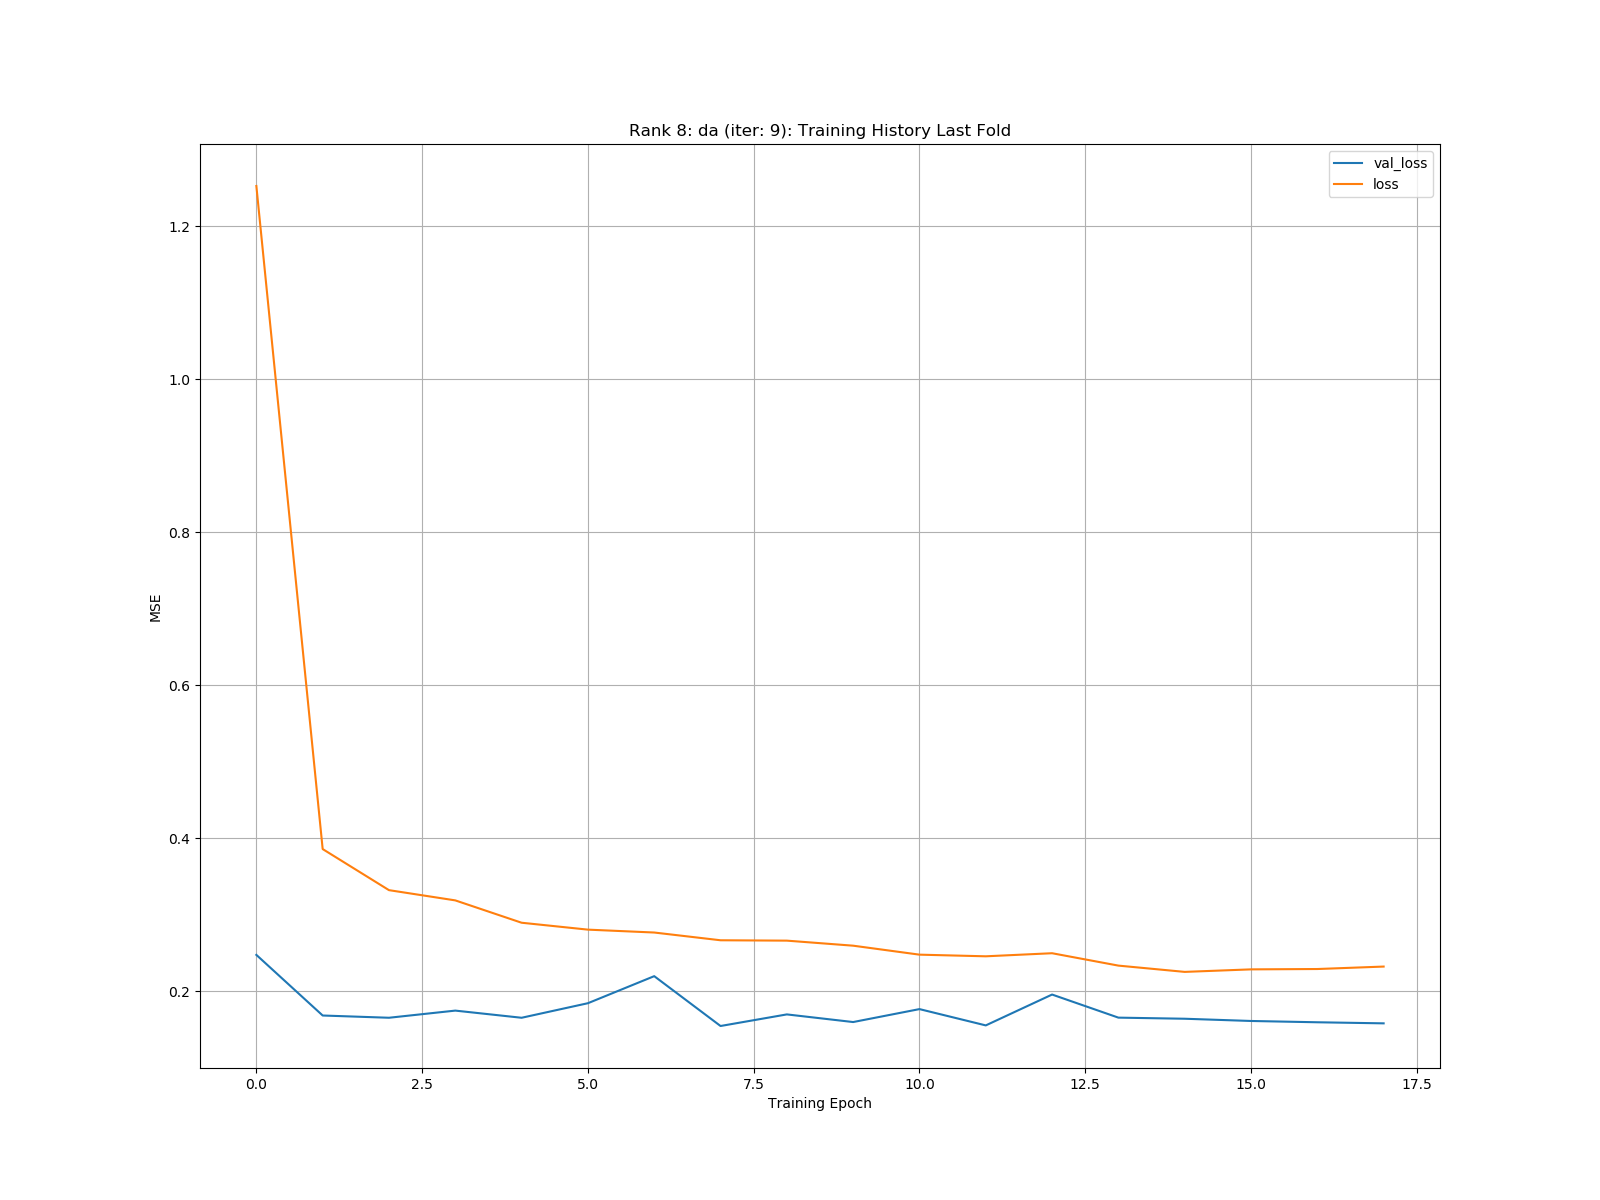 Rank 8: da (iter: 9): Training History Last Fold
val_loss
loss
1.2
1.0
0.8
0.6
0.4
0.2
MSE
0.0 2.5 5.0 7.5 10.0 12.5 15.0 17.5
Training Epoch